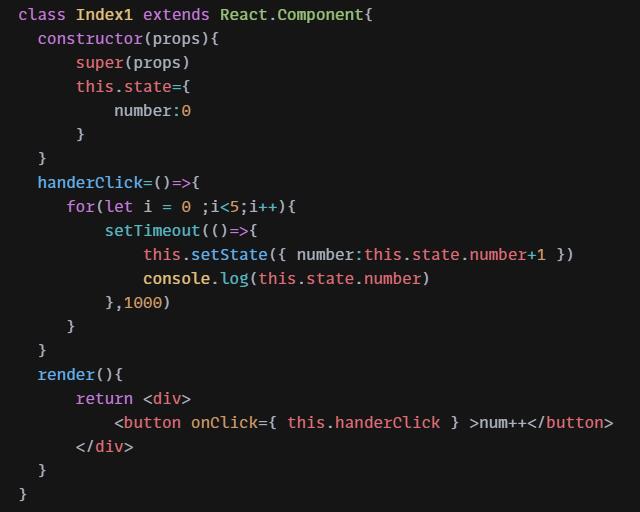 class Index1 extends React.Component{
  constructor(props){
      super(props)
      this.state={
          number:0
      }
  }
  handerClick=()=>{
     for(let i = 0 ;i<5;i++){
         setTimeout(()=>{
             this.setState({ number:this.state.number+1 })
             console.log(this.state.number)
         },1000)
     }
  }
  render(){
      return <div>
          <button onClick={ this.handerClick } >num++</button>
      </div>
  }
}